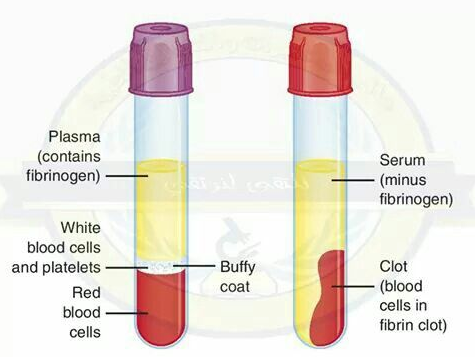 Plasma
(contains
fibrinogen)
White
blood cells
and platelets
Red
blood
cells
Buffy
coat
Serum
(minus
fibrinogen)
Clot
(blood
cells in
fibrin clot)